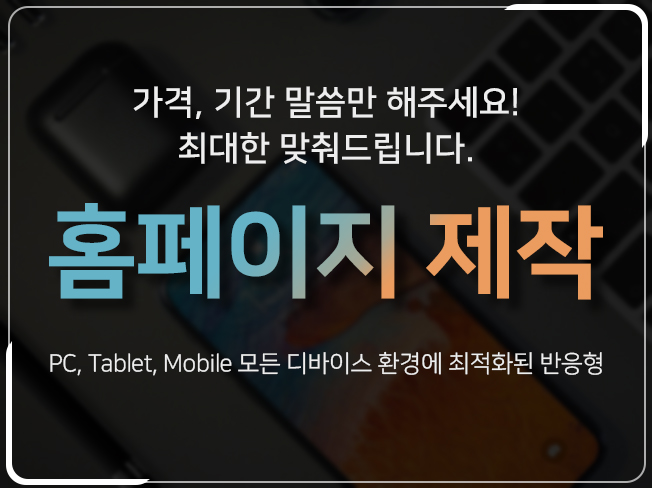 가격, 기간 말씀만 해주세요!
최대한 맞춰드립니다.
홈페이지 제작
PC, Tablet, Mobile 모든 디바이스 환경에 최적화된 반응형